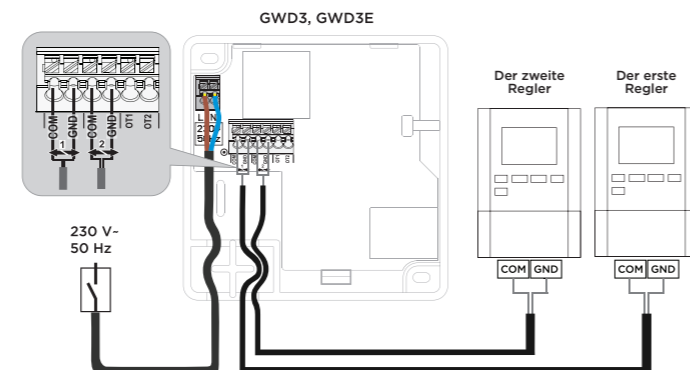 GWD3, GWD3E
COM
GND
COM
GND
OT1
OT2
1
2
L N
230 V~
50 Hz
Der zweite
Regler
Der erste
Regler
COM GND
COM GND